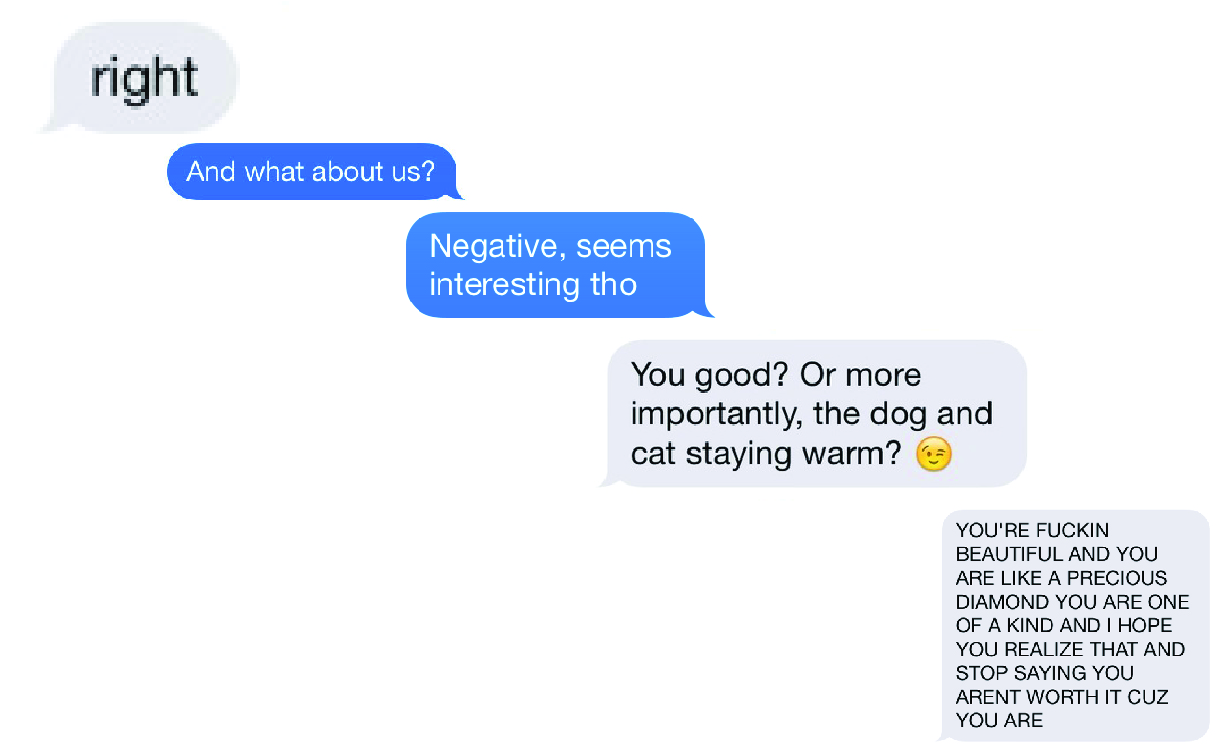 right
And what about us?
Negative, seems
interesting tho
You good? Or more
importantly, the dog and
cat staying warm? 😉
YOU'RE FUCKIN
BEAUTIFUL AND YOU
ARE LIKE A PRECIOUS
DIAMOND YOU ARE ONE
OF A KIND AND I HOPE
YOU REALIZE THAT AND
STOP SAYING YOU
ARENT WORTH IT CUZ
YOU ARE